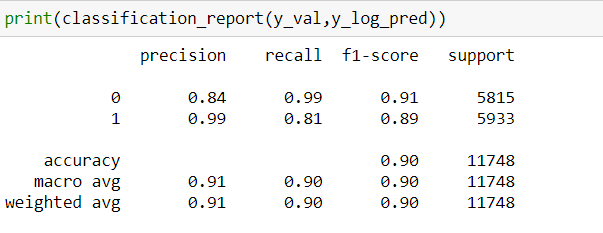 print(classification_report(y_val,y_log_pred))
precision recall f1-score support
0 0.84 0.99 0.91 5815
1 0.99 0.81 0.89 5933
accuracy 0.90 11748
macro avg 0.91 0.90 0.90 11748
weighted avg 0.91 0.90 0.90 11748